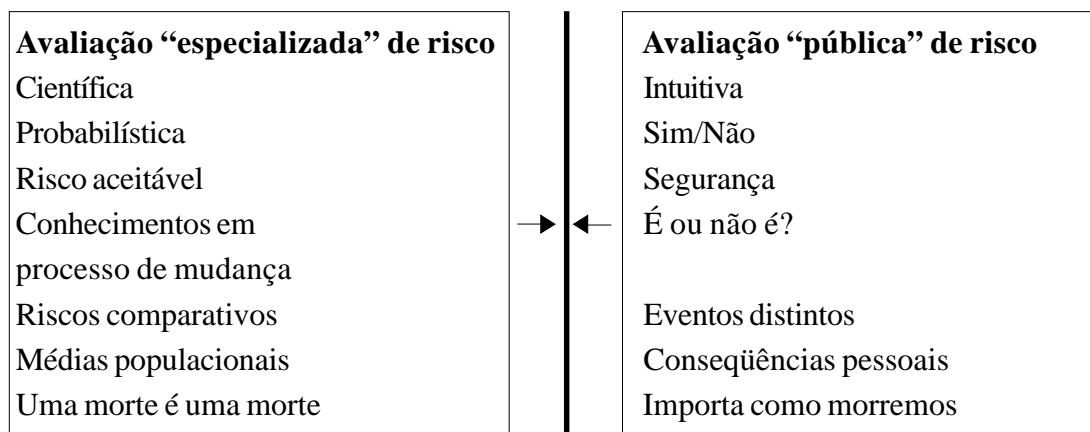 Avaliação “especializada” de risco
Científica
Probabilística
Risco aceitável
Conhecimentos em
processo de mudança
Riscos comparativos
Médias populacionais
Uma morte é uma morte
Avaliação “pública” de risco
Intuitiva
Sim/Não
Segurança
É ou não é?
Eventos distintos
Conseqüências pessoais
Importa como morremos